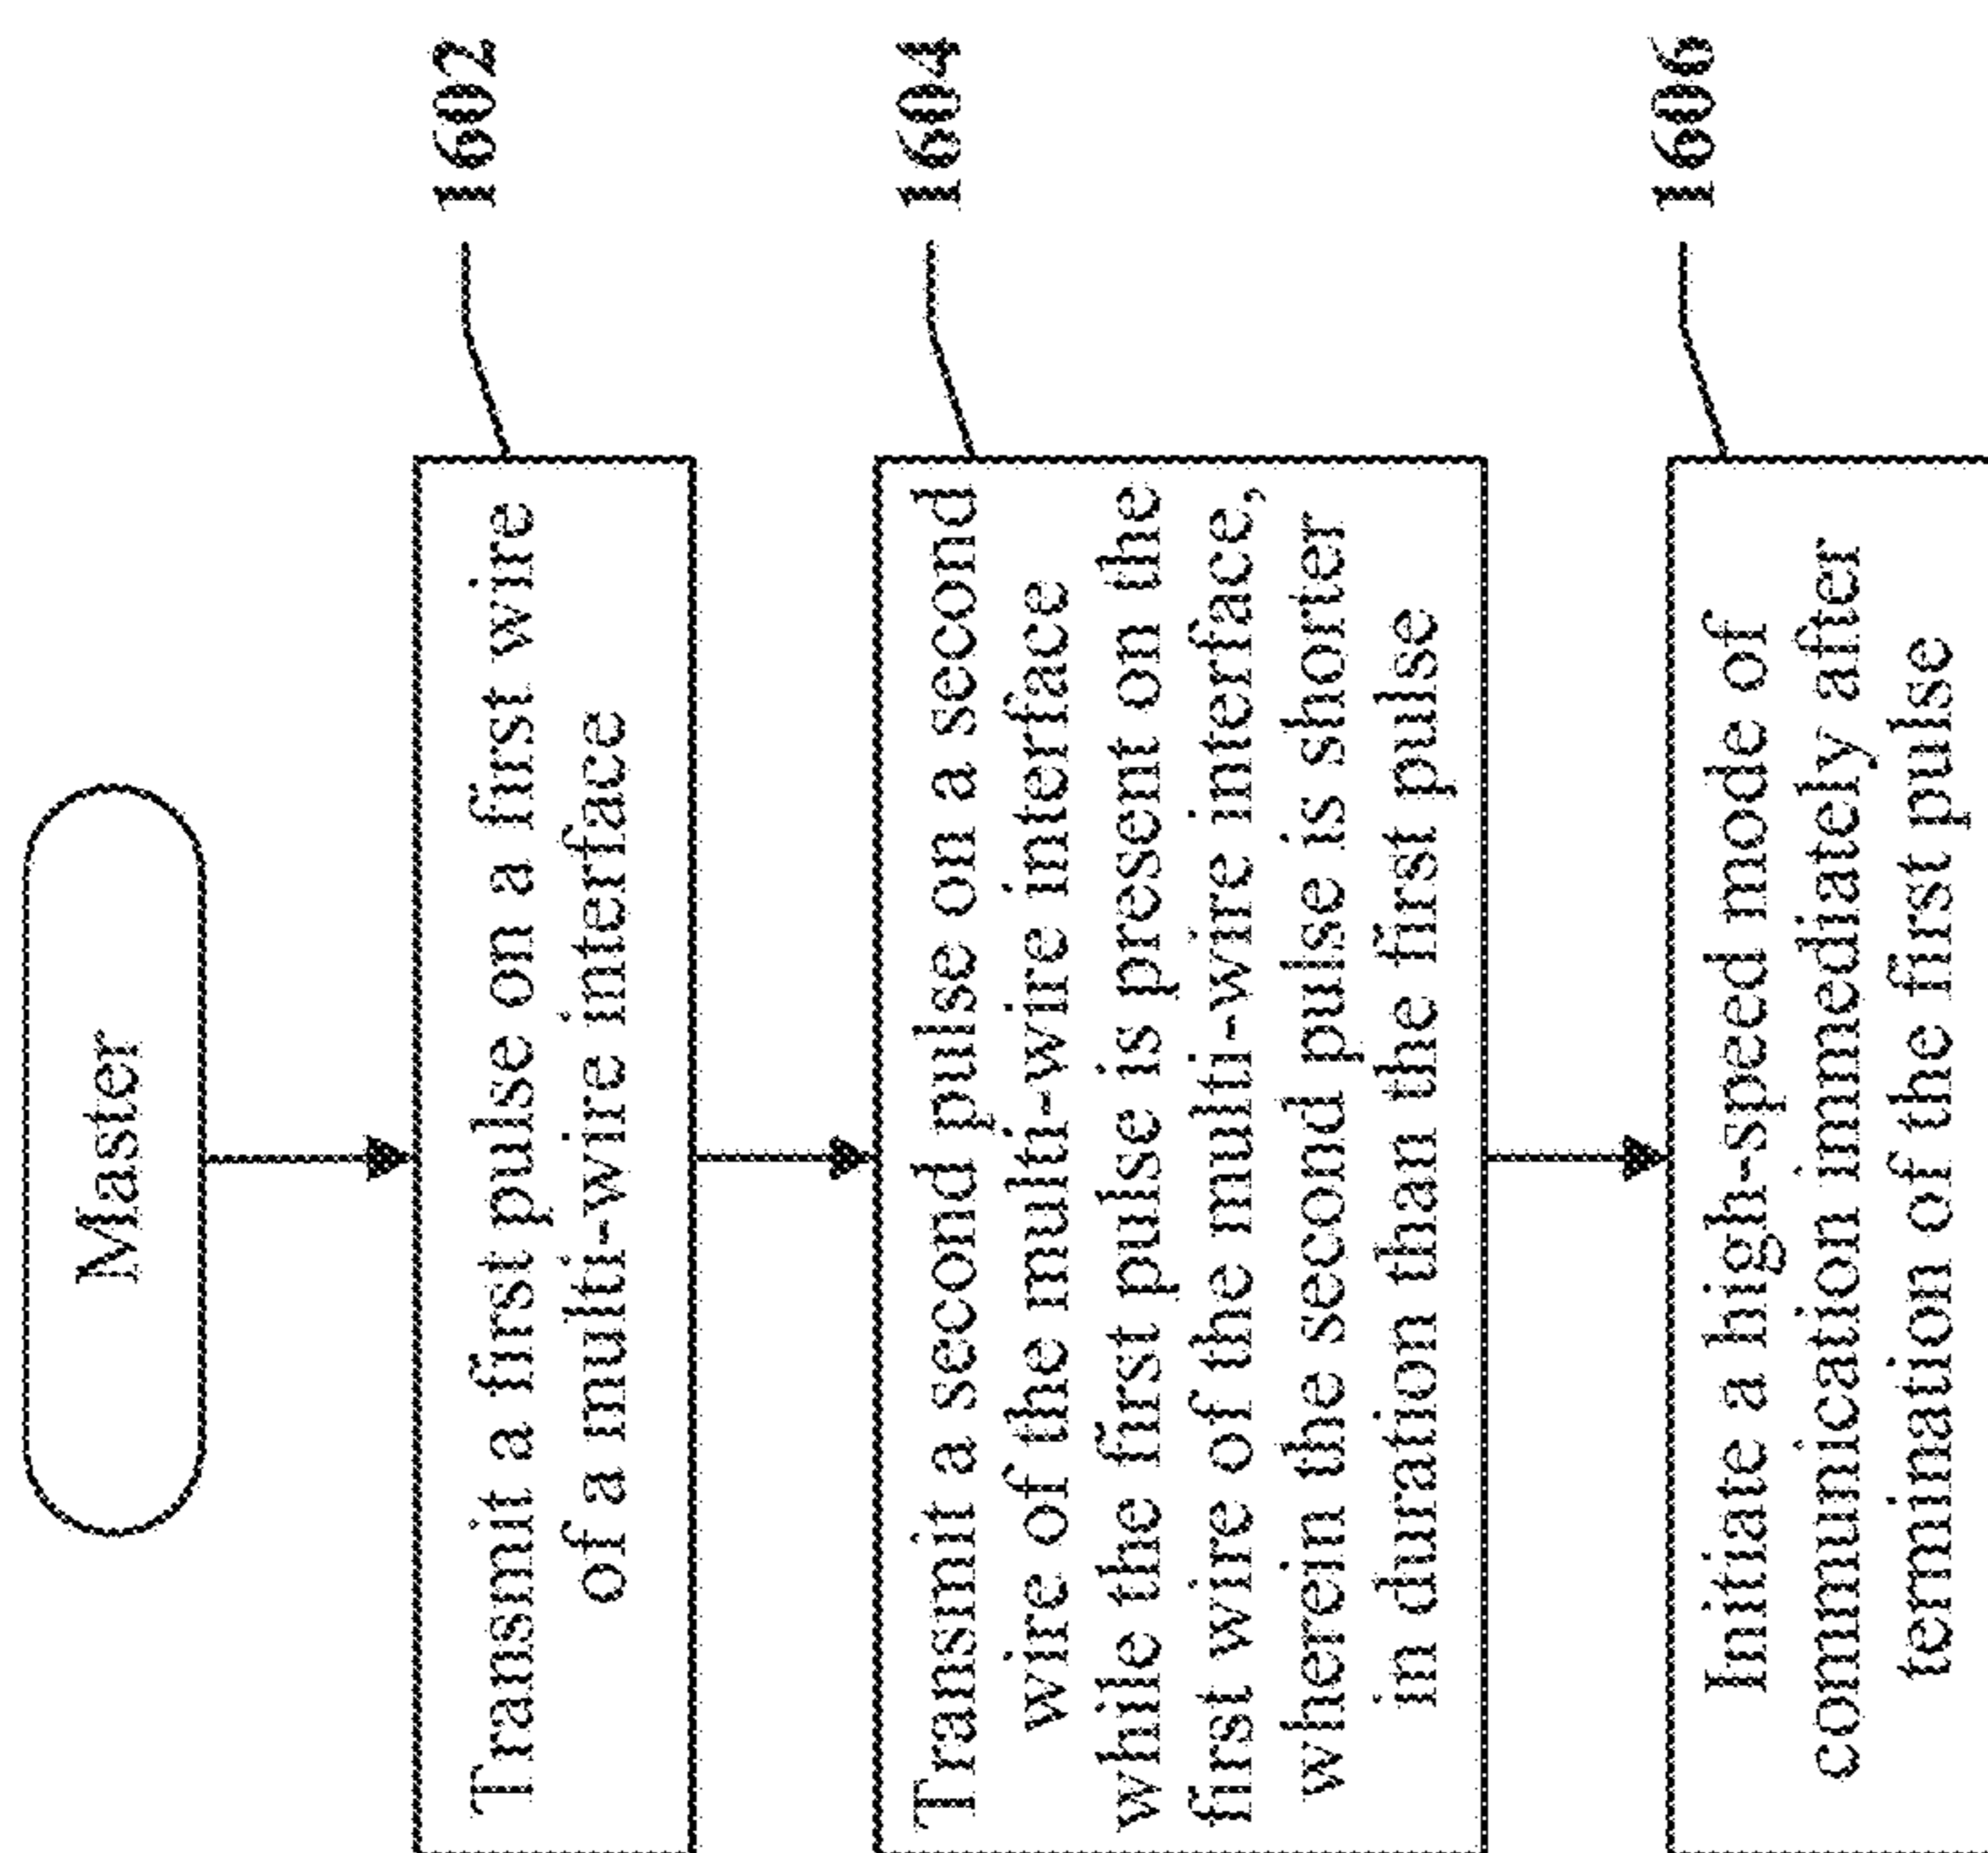 Master
1602
Transmit a first pulse on a first wire
of a multi-wire interface
1604
Transmit a second pulse on a second
wire of the multi-wire interface
while the first pulse is present on the
first wire of the multi-wire interface,
wherein the second pulse is shorter
in duration than the first pulse
1606
Initiate a high-speed mode of
communication immediately after
termination of the first pulse